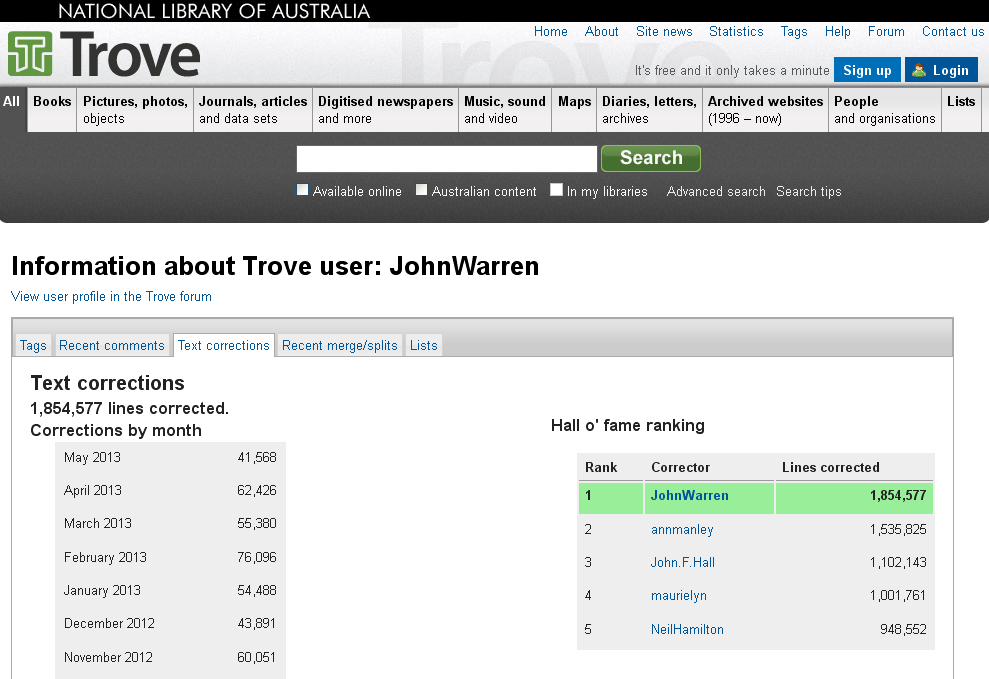 NATIONAL LIBRARY OF AUSTRALIA
Trove
Home About Site news Statistics Tags Help Forum Contact us
It's free and it only takes a minute Sign up Login
All Books Pictures, photos, Journals, articles Digitised newspapers Music, sound Maps Diaries, letters, Archived websites People Lists
objects and data sets and more and video archives (1996 – now) and organisations
Search
Available online Australian content In my libraries Advanced search Search tips
Information about Trove user: JohnWarren
View user profile in the Trove forum
Tags Recent comments Text corrections Recent merge/splits Lists
Text corrections
1,854,577 lines corrected.
Corrections by month
May 2013 41,568
April 2013 62,426
March 2013 55,380
February 2013 76,096
January 2013 54,488
December 2012 43,891
November 2012 60,051
Hall o' fame ranking
Rank Corrector Lines corrected
1 JohnWarren 1,854,577
2 annmanley 1,535,825
3 John.F.Hall 1,102,143
4 maurielyn 1,001,761
5 NeilHamilton 948,552